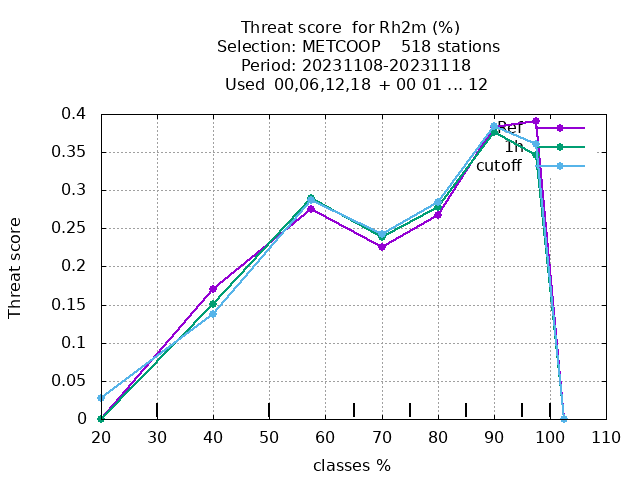 Threat score  for Rh2m (%)
Selection: METCOOP    518 stations
Period: 20231108-20231118
Used  00,06,12,18 + 00 01 ... 12
0.4
0.35
0.3
0.25
0.2
0.15
0.1
0.05
0
Threat score
Ref
1h
cutoff
20 30 40 50 60 70 80 90 100 110
classes %